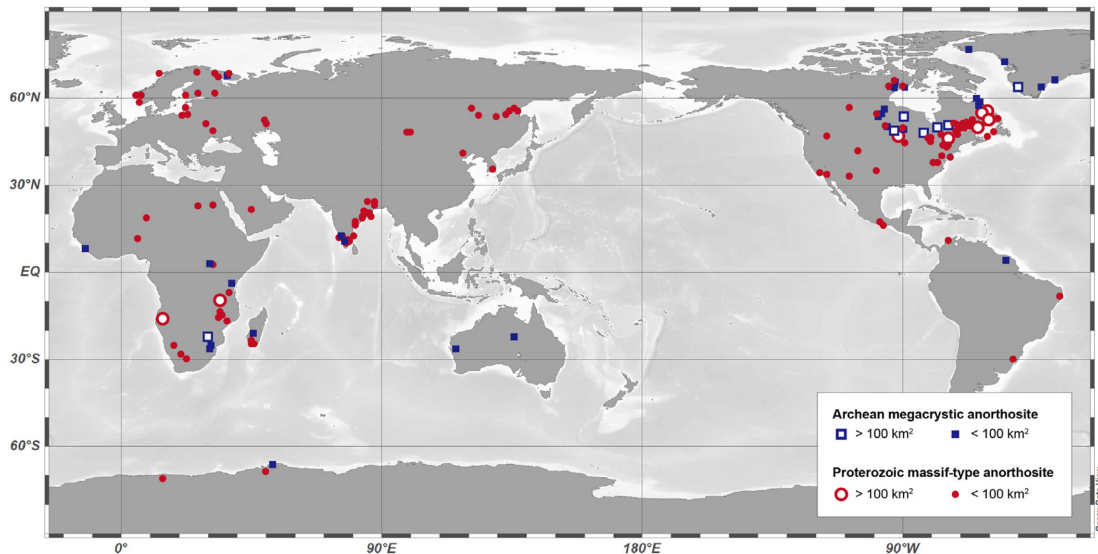 60°N
30°N
EQ
30°S
60°S
0°
90°E
180°E
90°W
Archean megacrystic anorthosite
> 100 km²
< 100 km²
Proterozoic massif-type anorthosite
> 100 km²
< 100 km²